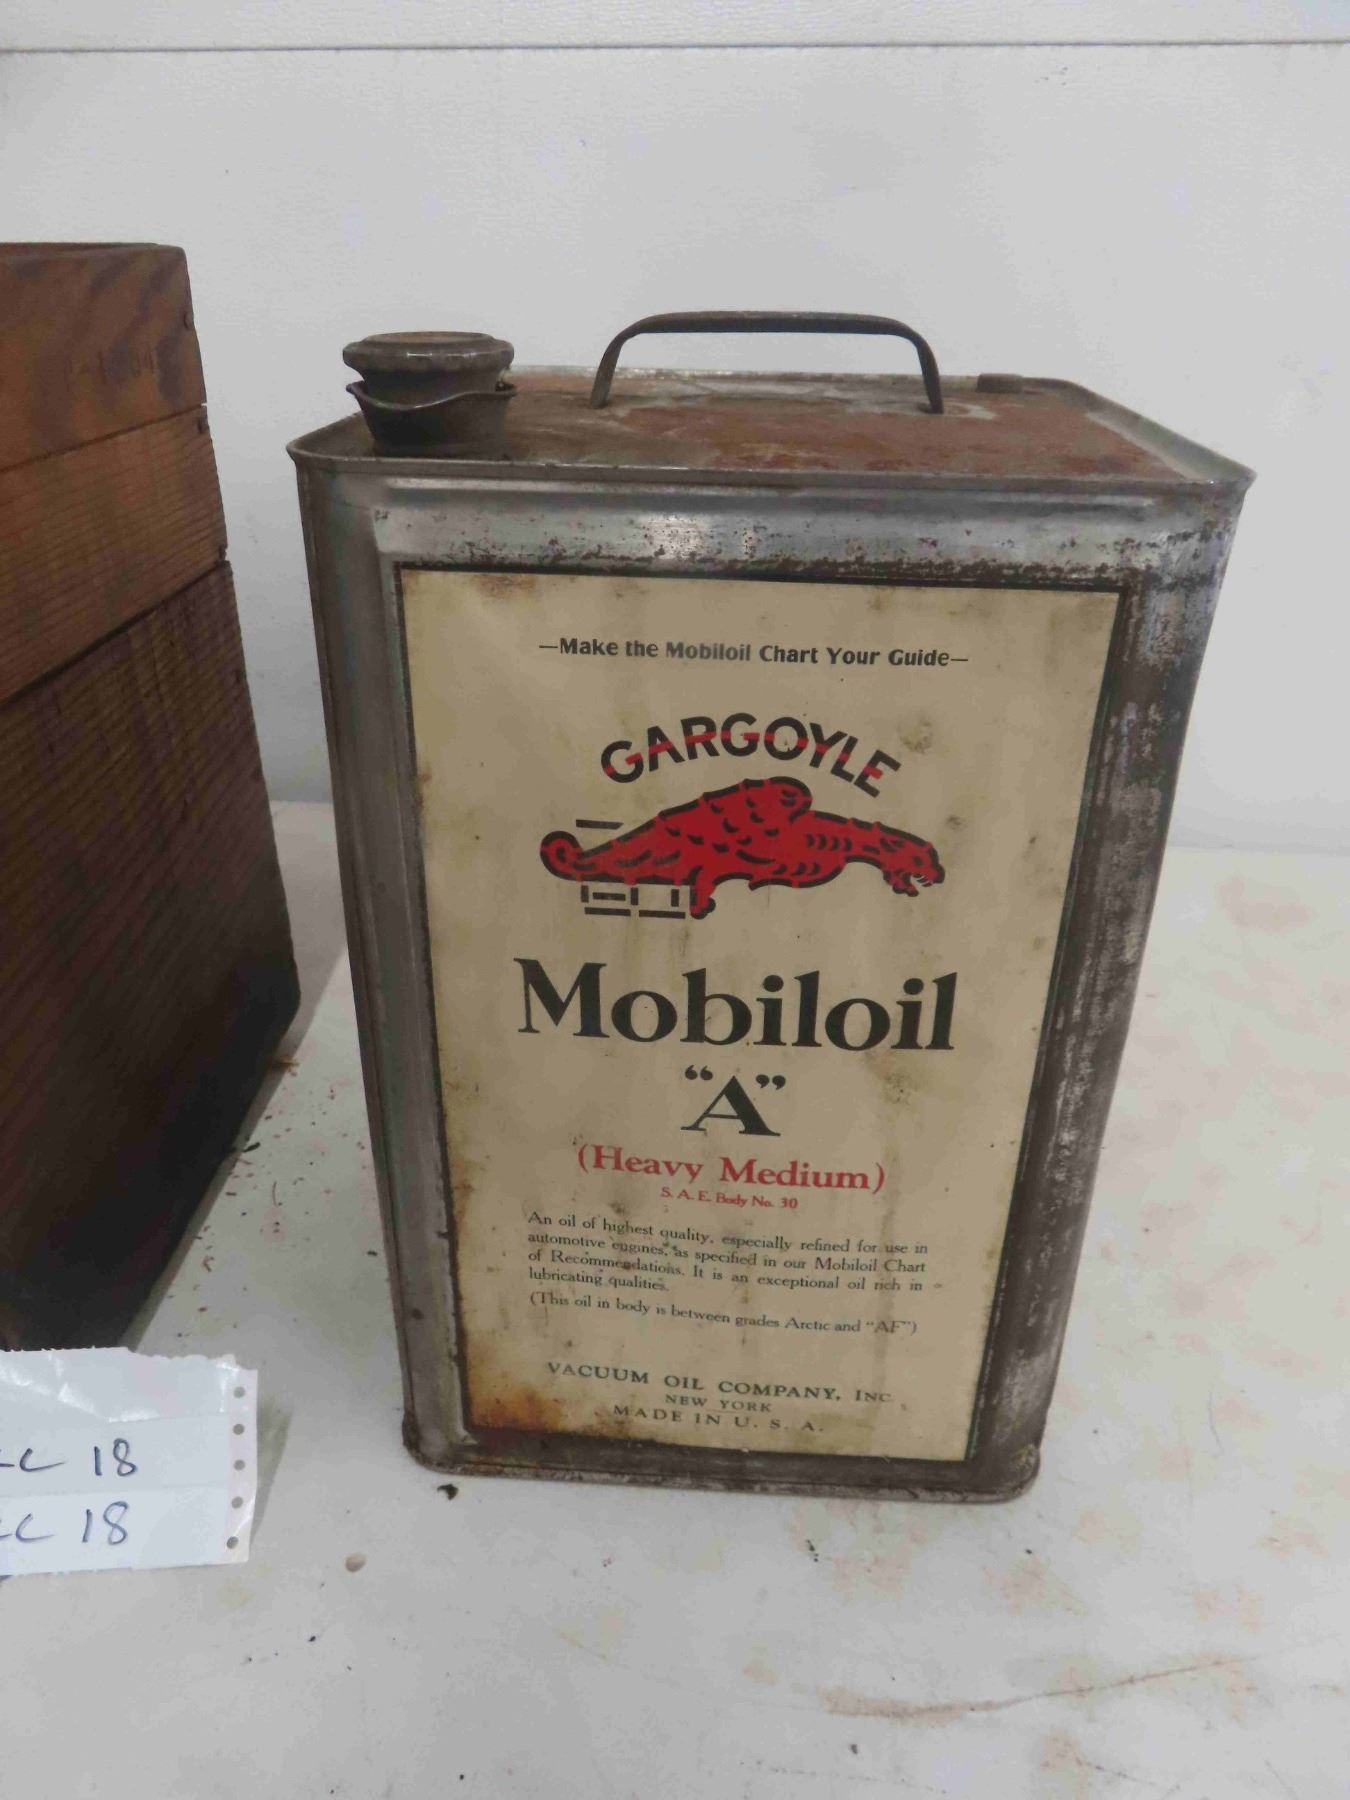 —Make the Mobiloil Chart Your Guide—
GARGOYLE
Mobiloil
"A"
(Heavy Medium)
S. A. E. Body No. 30
An oil of highest quality, especially refined for use in
automotive engines, as specified in our Mobiloil Chart
of Recommendations. It is an exceptional oil rich in
lubricating qualities.
(This oil in body is between grades Arctic and "AF")
VACUUM OIL COMPANY, INC.
NEW YORK
MADE IN U. S. A.
18
18